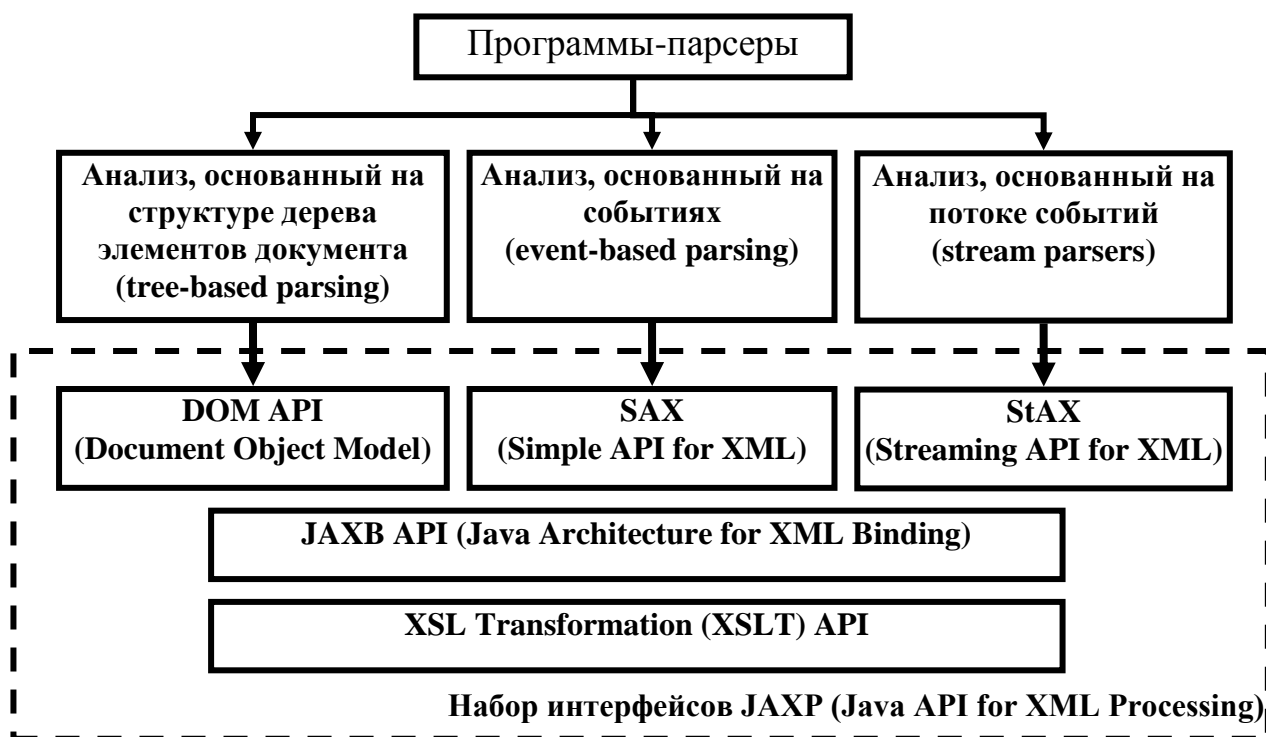 Программы-парсеры
Анализ, основанный на
структуре дерева
элементов документа
(tree-based parsing)
Анализ, основанный на
событиях
(event-based parsing)
Анализ, основанный на
потоке событий
(stream parsers)
DOM API
(Document Object Model)
SAX
(Simple API for XML)
StAX
(Streaming API for XML)
JAXB API (Java Architecture for XML Binding)
XSL Transformation (XSLT) API
Набор интерфейсов JAXP (Java API for XML Processing)